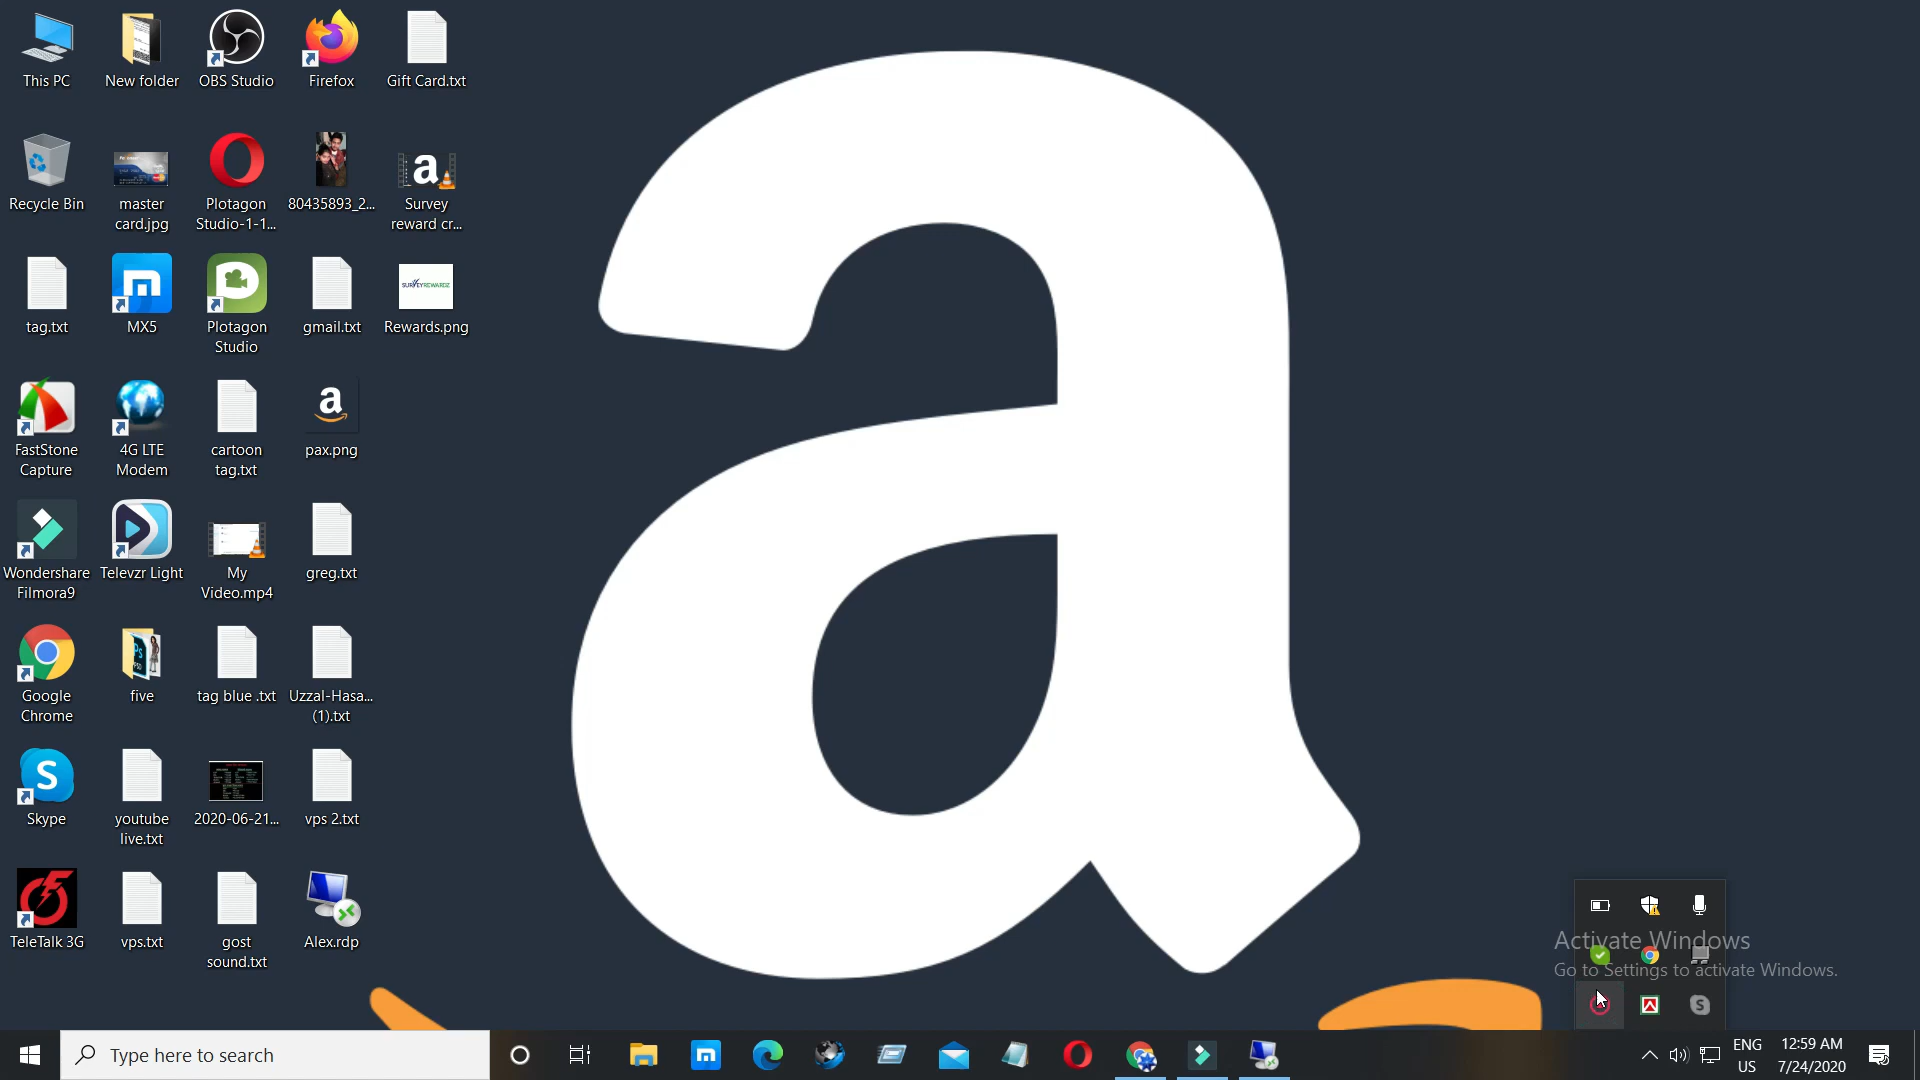 This PC
New folder
OBS Studio
Firefox
Gift Card.txt
Recycle Bin
master
card.jpg
Plotagon
Studio-1-1...
80435893_2...
a
Survey
reward cr...
tag.txt
MX5
Plotagon
Studio
gmail.txt
SURVEYREWARDZ
Rewards.png
FastStone
Capture
4G LTE
Modem
cartoon
tag.txt
a
pax.png
Wondershare
Filmora9
Televzr Light
My
Video.mp4
greg.txt
Google
Chrome
five
tag blue .txt
Uzzal-Hasa...
(1).txt
S
Skype
youtube
live.txt
2020-06-21...
vps 2.txt
TeleTalk 3G
vps.txt
gost
sound.txt
Alex.rdp
a
Activate Windows
Go to Settings to activate Windows.
Type here to search
ENG
US
12:59 AM
7/24/2020